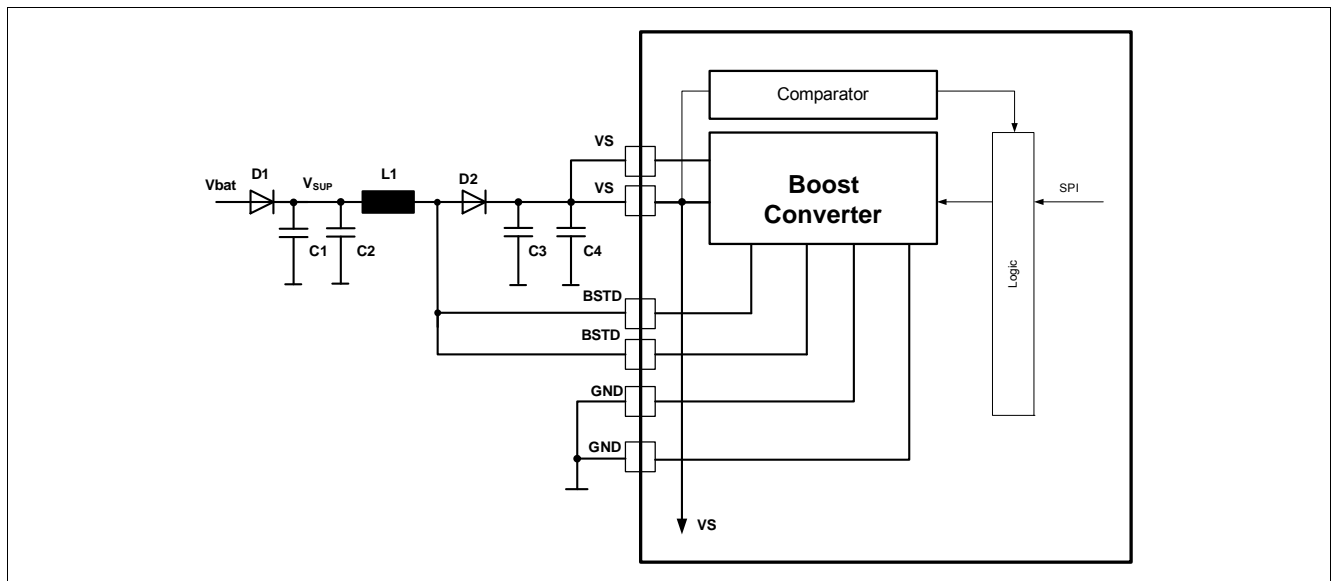 Comparator
VS
Boost
Converter
Vbat
D1
VSUP
L1
D2
VS
SPI
C1
C2
C3
C4
Logic
BSTD
BSTD
GND
GND
VS